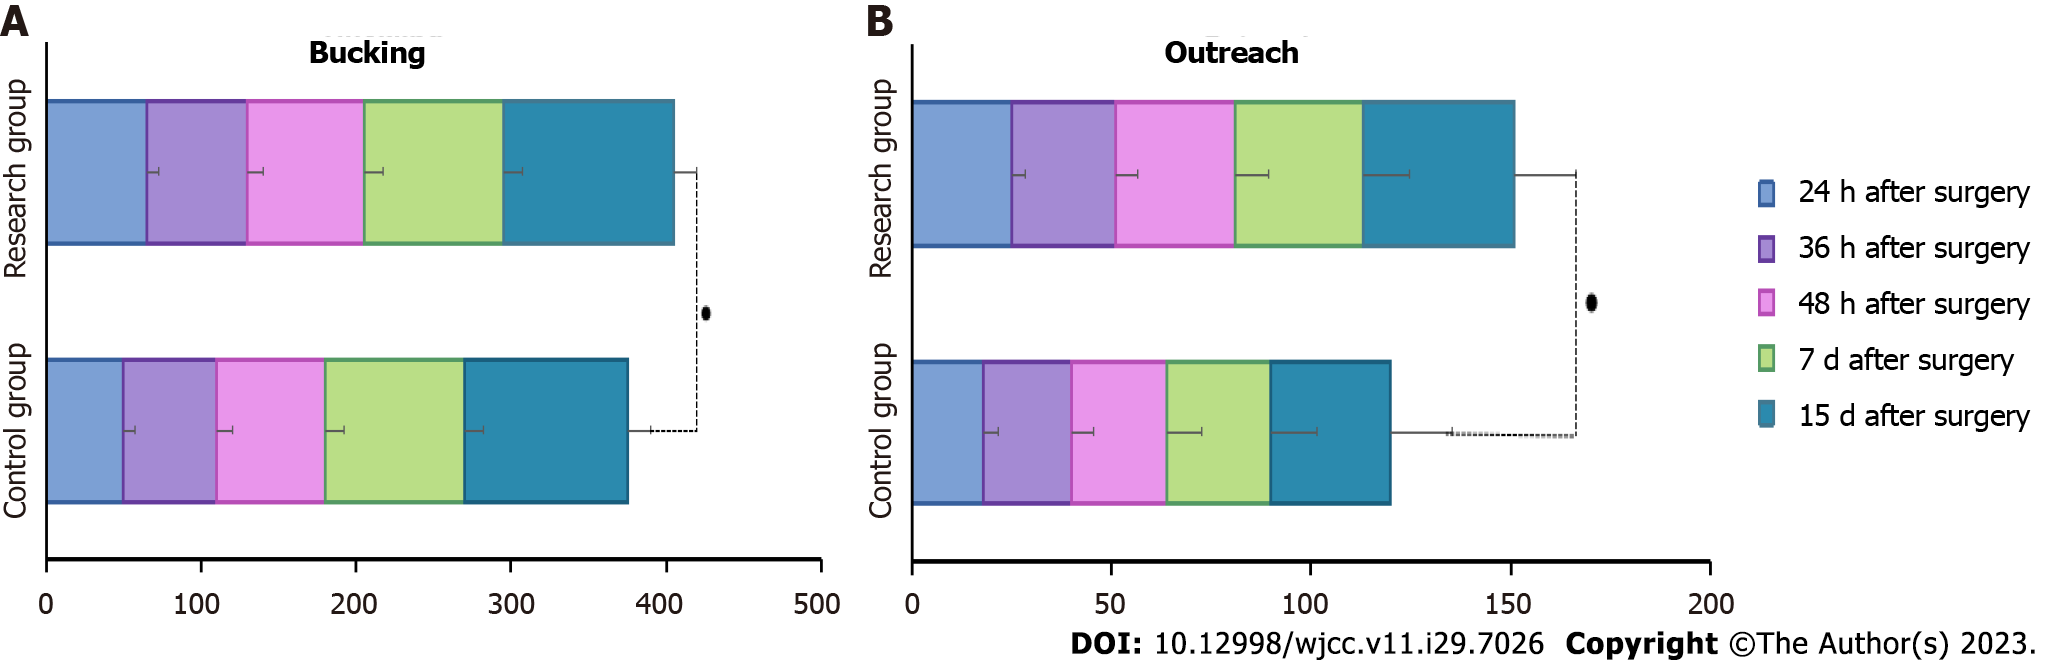 A
B
Bucking
Outreach
Research group
Control group
0 100 200 300 400 500
Research group
Control group
0 50 100 150 200
24 h after surgery
36 h after surgery
48 h after surgery
7 d after surgery
15 d after surgery
DOI: 10.12998/wjcc.v11.i29.7026 Copyright ©The Author(s) 2023.